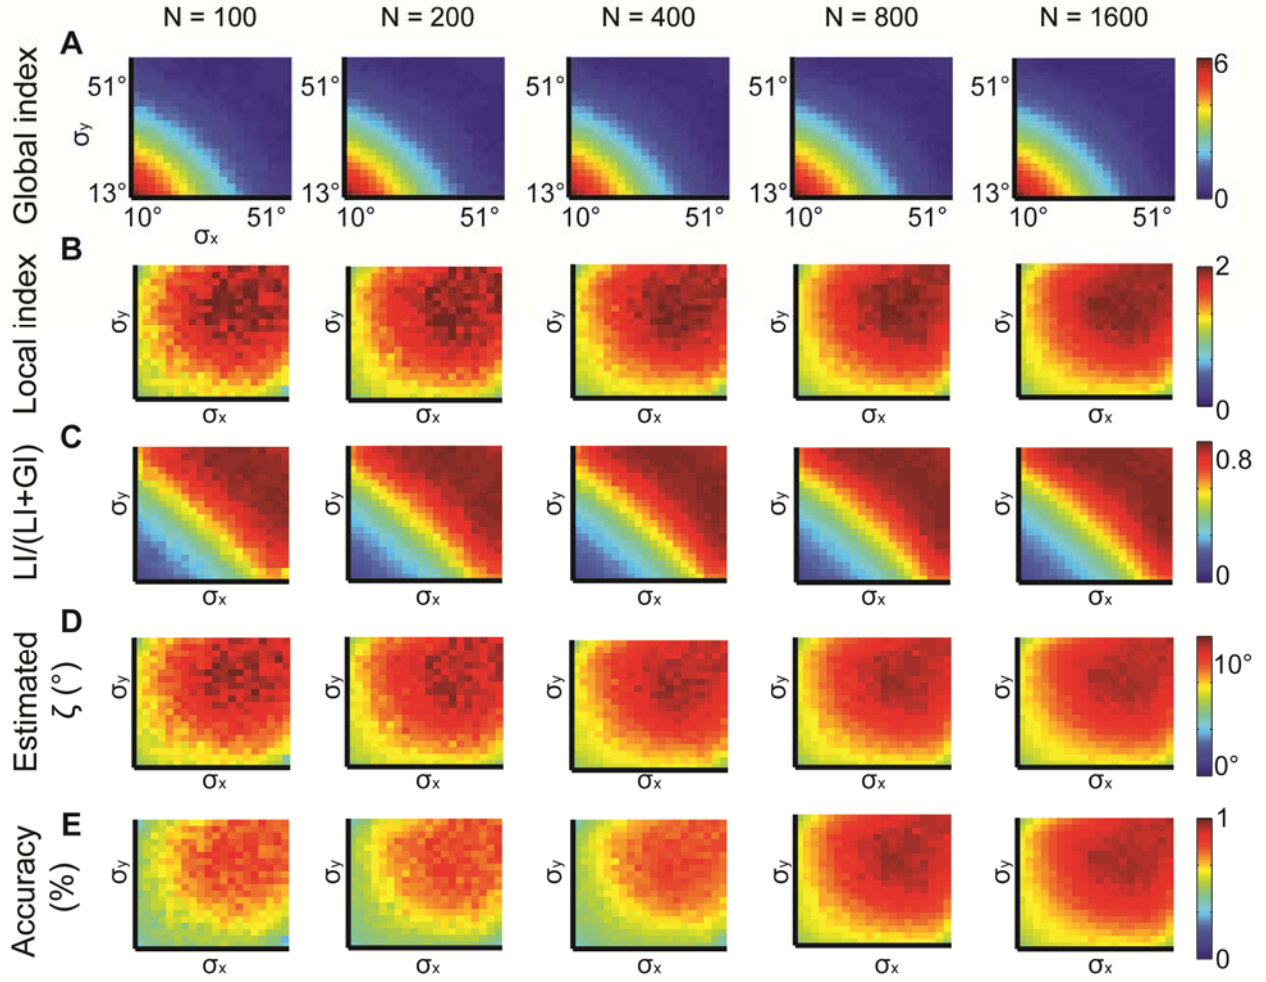 N = 100 N = 200 N = 400 N = 800 N = 1600
A
Global index
σy
51° 51° 51° 51° 51° 6
13° 13° 13° 13° 13° 0
10° 51° 10° 51° 10° 51° 10° 51° 10° 51°
σx
B
Local index
σy σy σy σy σy 2
0
σx σx σx σx σx
C
LI/(LI+GI)
σy σy σy σy σy 0.8
0
σx σx σx σx σx
D
Estimated
ζ (°)
σy σy σy σy σy 10°
0°
σx σx σx σx σx
E
Accuracy
(%)
σy σy σy σy σy 1
0
σx σx σx σx σx